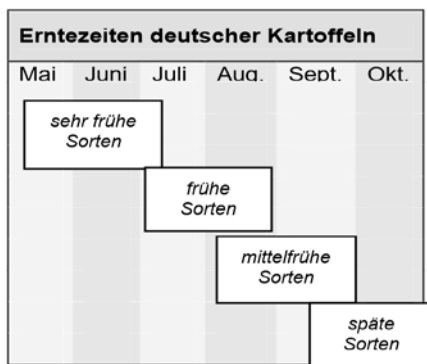 Erntezeiten deutscher Kartoffeln
Mai Juni Juli Aug. Sept. Okt.
sehr frühe
Sorten
frühe
Sorten
mittelfrühe
Sorten
späte
Sorten